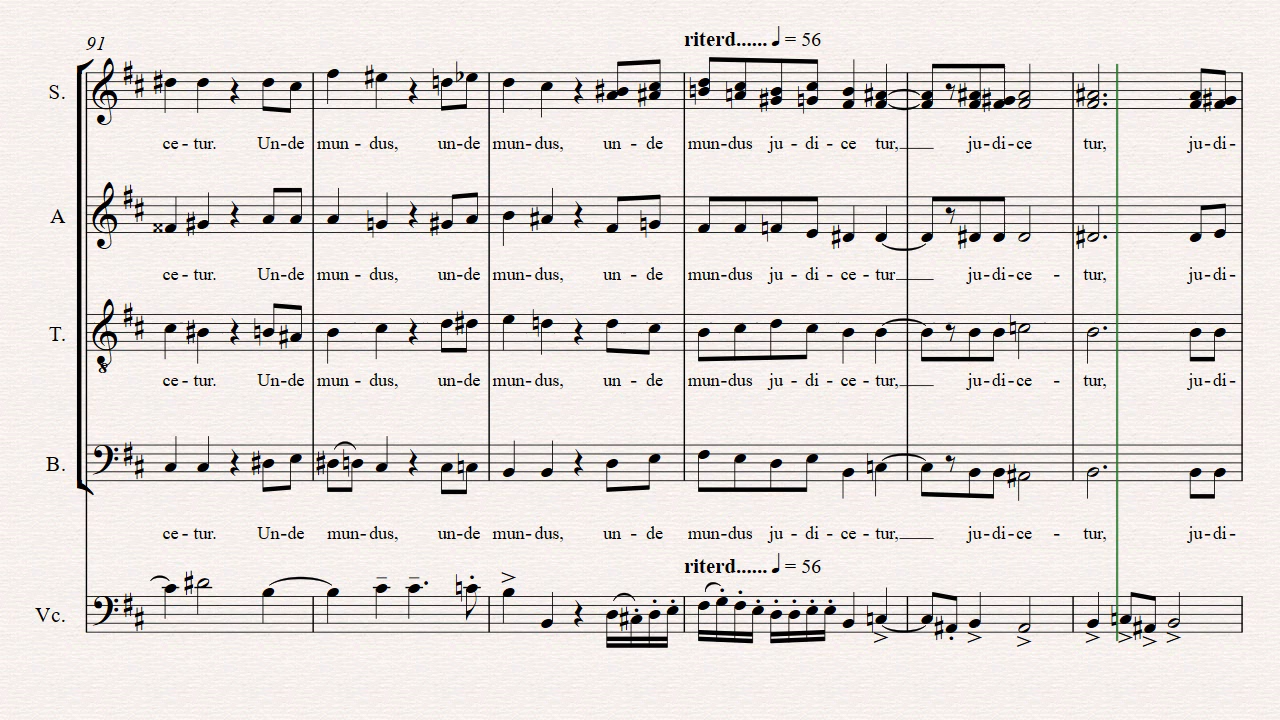 91
riterd...... ♩ = 56
S.
ce - tur. Un-de mun - dus, un-de mun-dus, un - de mun-dus ju - di - ce tur, ju-di-ce tur, ju-di-
A
ce - tur. Un-de mun - dus, un-de mun-dus, un - de mun-dus ju - di - ce - tur ju-di-ce - tur, ju-di-
T.
8
ce - tur. Un-de mun - dus, un-de mun-dus, un - de mun-dus ju - di - ce - tur, ju-di-ce - tur, ju-di-
B.
ce - tur. Un-de mun-dus, un-de mun-dus, un - de mun-dus ju - di - ce - tur, ju-di-ce - tur, ju-di-
riterd...... ♩ = 56
Vc.